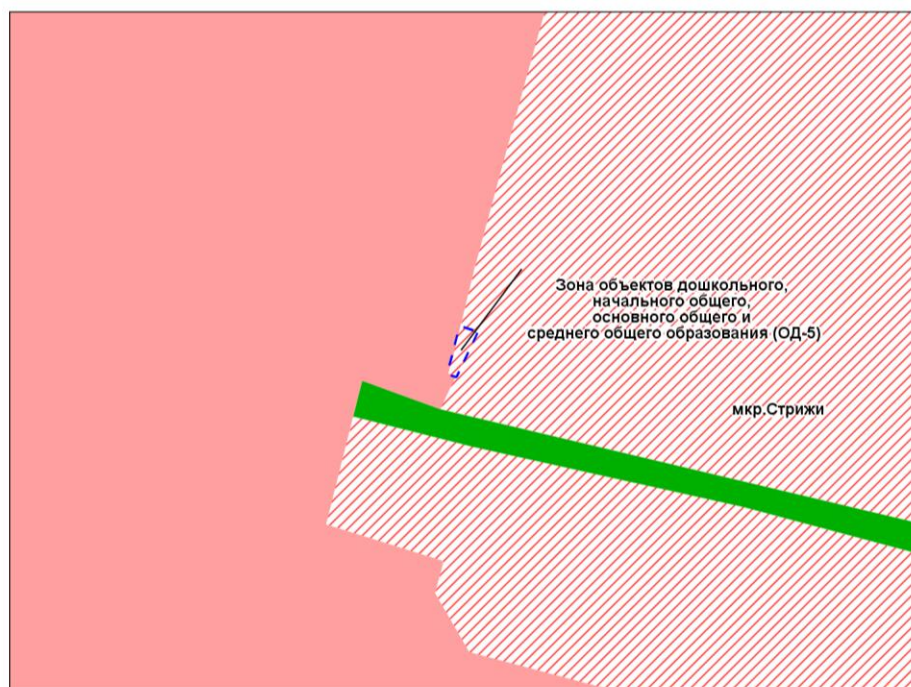 Зона объектов дошкольного,
начального общего,
основного общего и
среднего общего образования (ОД-5)
мкр.Стрижи